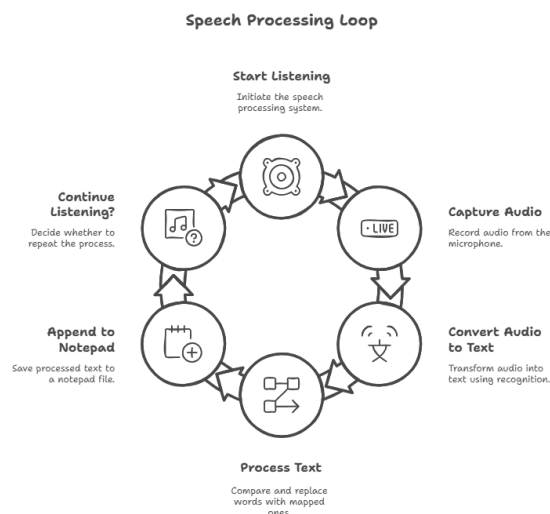 Speech Processing Loop
Start Listening
Initiate the speech
processing system.
Capture Audio
Record audio from the
microphone.
• LIVE
Convert Audio
to Text
Transform audio into
text using recognition.
文
Process Text
Compare and replace
words with mapped
ones.
Append to
Notepad
Save processed text to
a notepad file.
Continue
Listening?
Decide whether to
repeat the process.
?